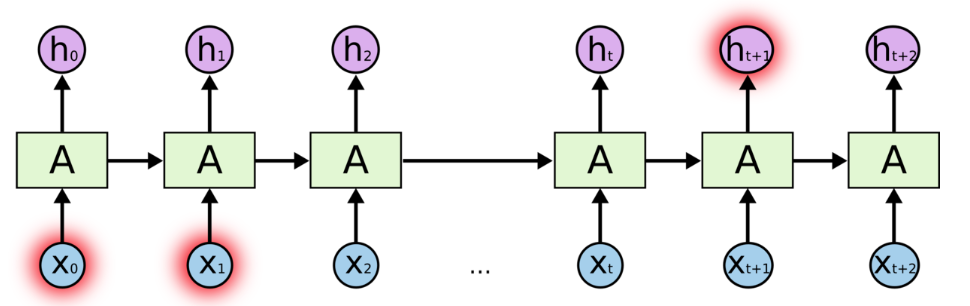 h₀ h₁ h₂ hₜ hₜ₊₁ hₜ₊₂
A A A A A A
x₀ x₁ x₂ ... xₜ xₜ₊₁ xₜ₊₂